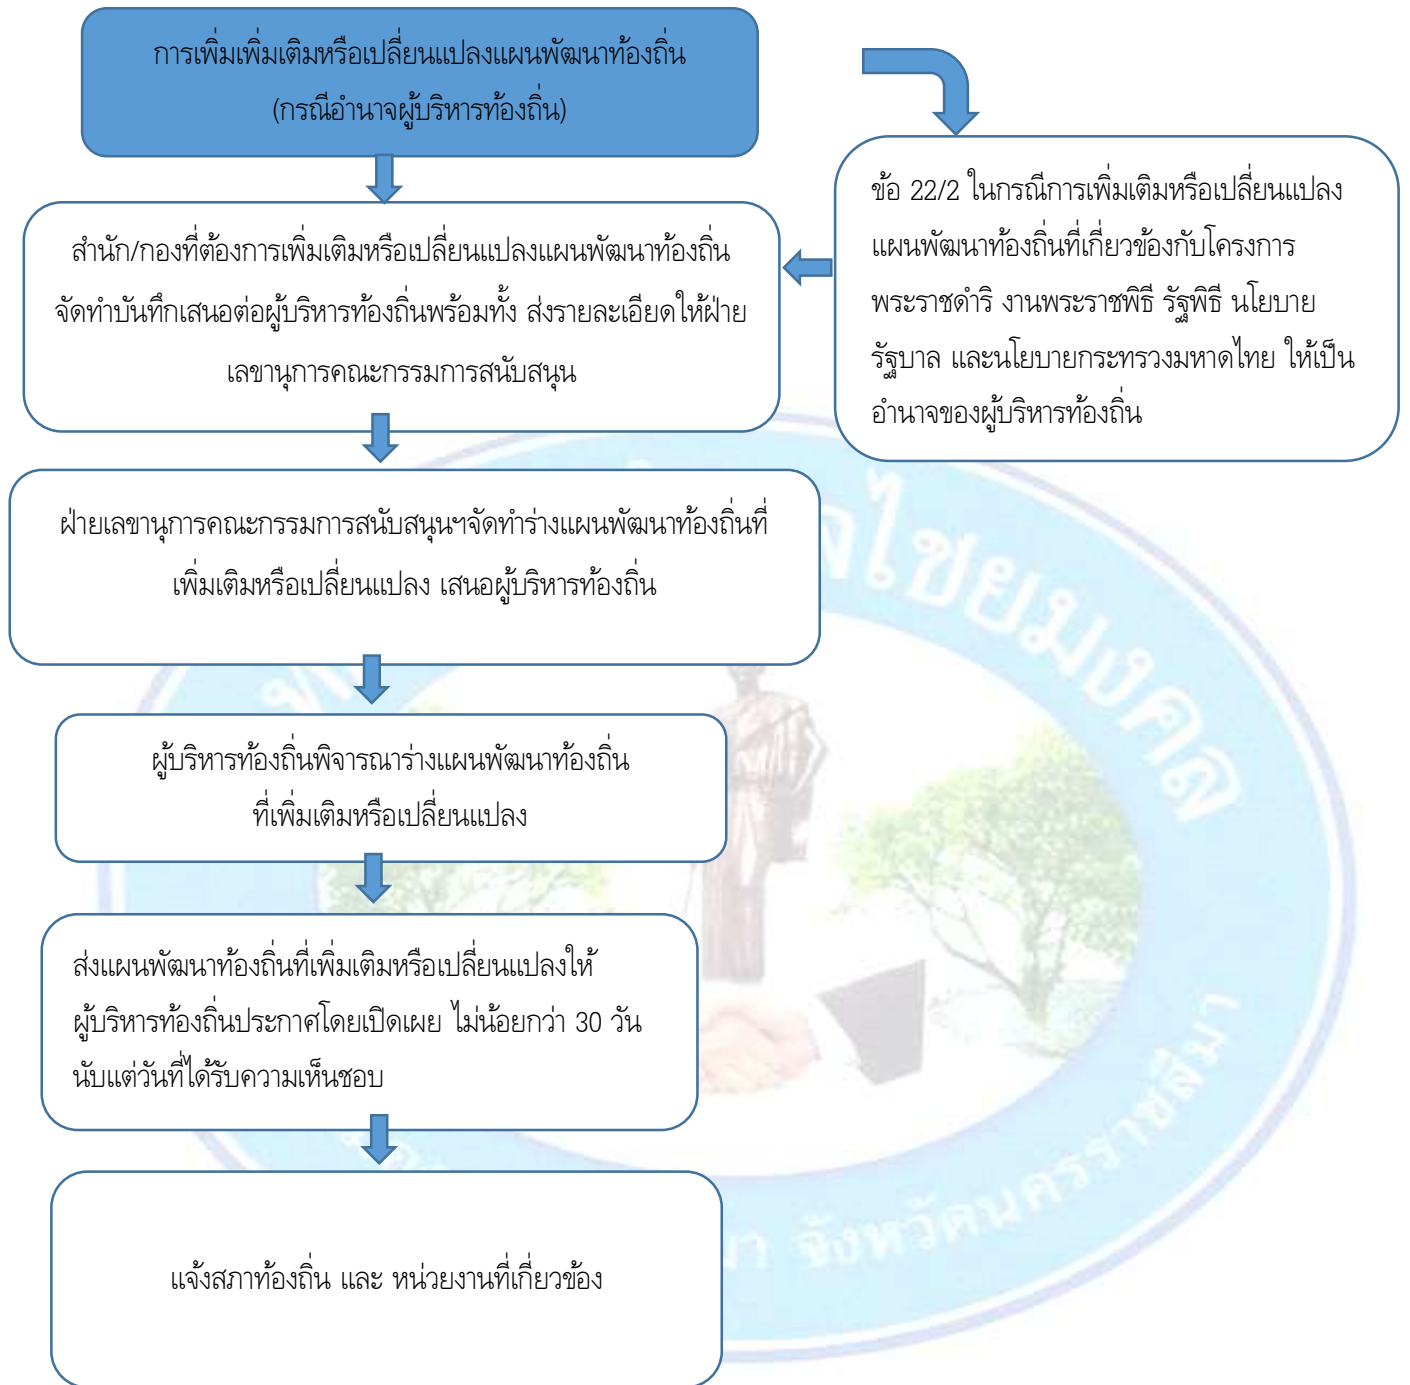 การเพิ่มเพิ่มเติมหรือเปลี่ยนแปลงแผนพัฒนาท้องถิ่น
(กรณีอำนาจผู้บริหารท้องถิ่น)
ข้อ 22/2 ในกรณีการเพิ่มเติมหรือเปลี่ยนแปลง
แผนพัฒนาท้องถิ่นที่เกี่ยวข้องกับโครงการ
พระราชดำริ งานพระราชพิธี รัฐพิธี นโยบาย
รัฐบาล และนโยบายกระทรวงมหาดไทย ให้เป็น
อำนาจของผู้บริหารท้องถิ่น
สำนัก/กองที่ต้องการเพิ่มเติมหรือเปลี่ยนแปลงแผนพัฒนาท้องถิ่น
จัดทำบันทึกเสนอต่อผู้บริหารท้องถิ่นพร้อมทั้ง ส่งรายละเอียดให้ฝ่าย
เลขานุการคณะกรรมการสนับสนุน
ฝ่ายเลขานุการคณะกรรมการสนับสนุนฯจัดทำร่างแผนพัฒนาท้องถิ่นที่
เพิ่มเติมหรือเปลี่ยนแปลง เสนอผู้บริหารท้องถิ่น
ผู้บริหารท้องถิ่นพิจารณาร่างแผนพัฒนาท้องถิ่น
ที่เพิ่มเติมหรือเปลี่ยนแปลง
ส่งแผนพัฒนาท้องถิ่นที่เพิ่มเติมหรือเปลี่ยนแปลงให้
ผู้บริหารท้องถิ่นประกาศโดยเปิดเผย ไม่น้อยกว่า 30 วัน
นับแต่วันที่ได้รับความเห็นชอบ
แจ้งสภาท้องถิ่น และ หน่วยงานที่เกี่ยวข้อง
ไชยมงคล
จังหวัดนครราชสีมา